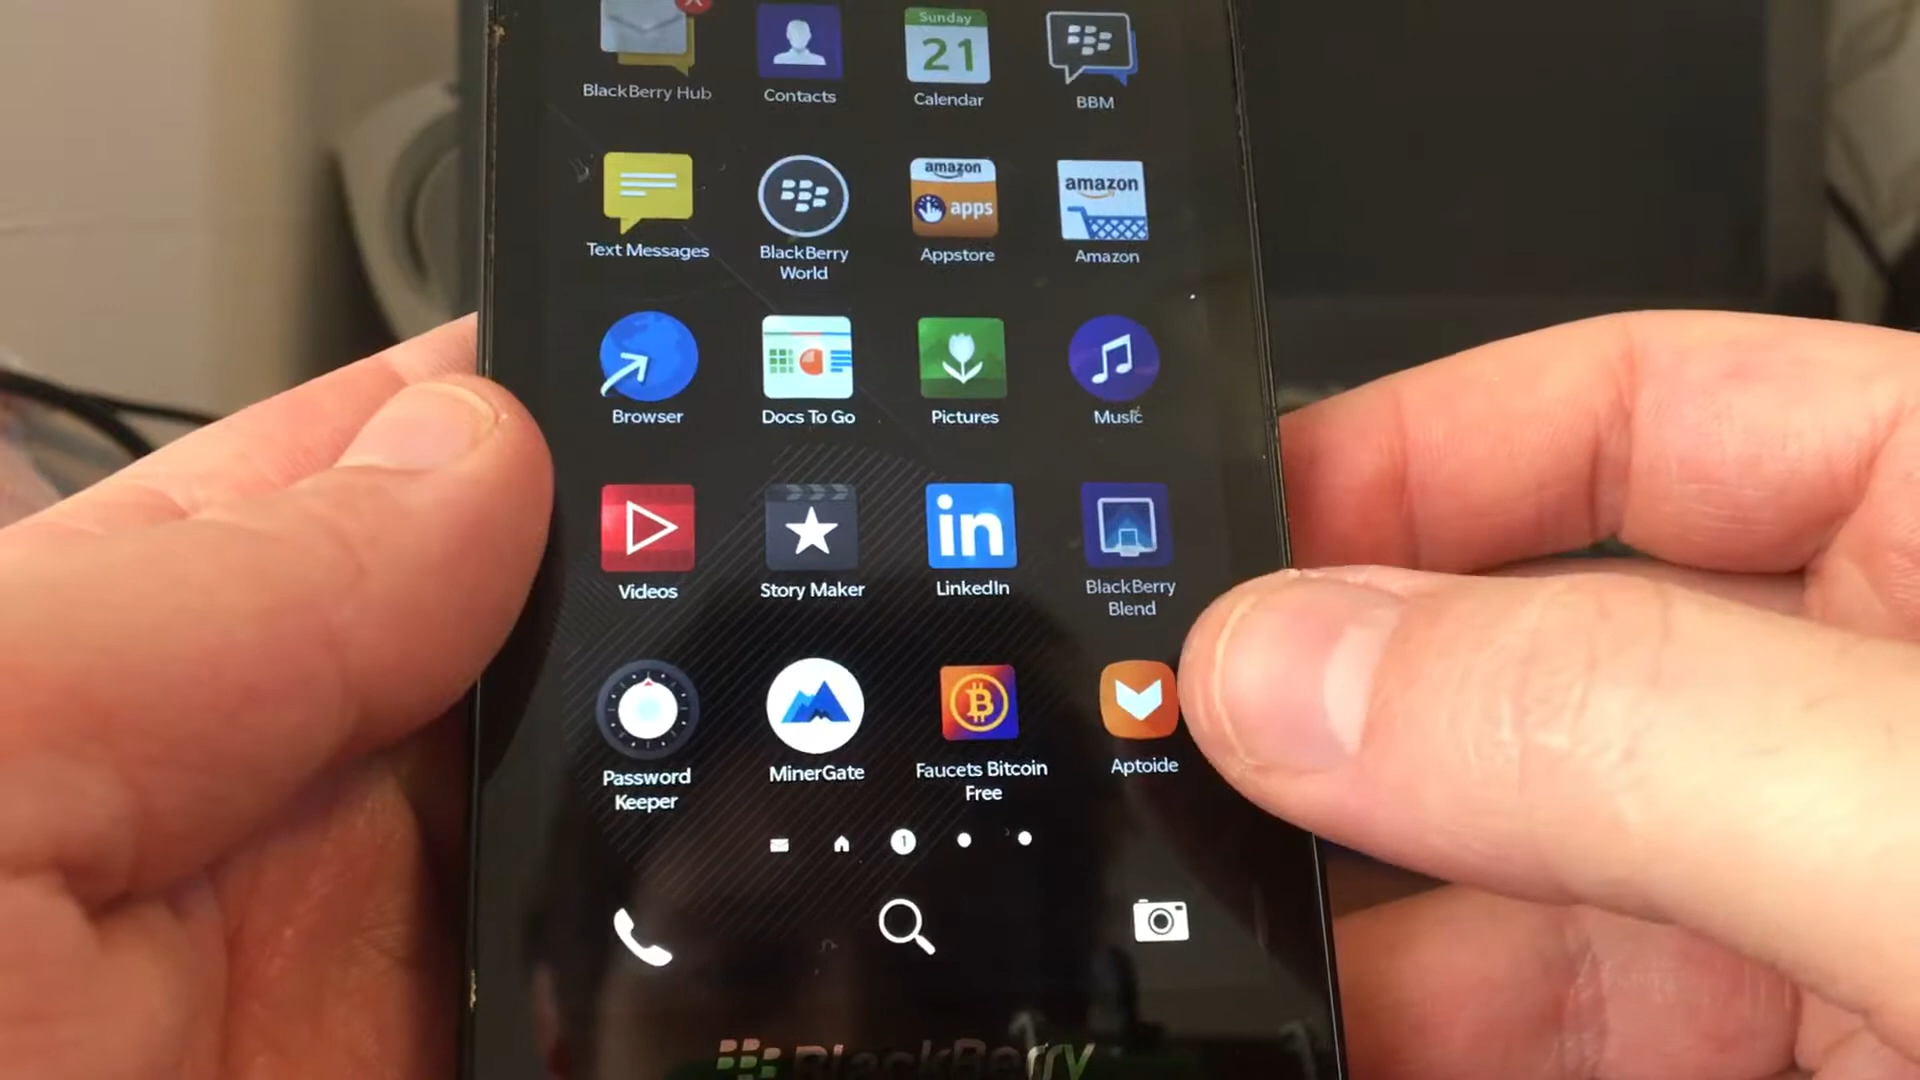 Sunday
21
BlackBerry Hub
Contacts
Calendar
BBM
amazon
apps
amazon
Text Messages
BlackBerry
World
Appstore
Amazon
Browser
Docs To Go
Pictures
Music
in
Videos
Story Maker
LinkedIn
BlackBerry
Blend
Password
Keeper
MinerGate
Faucets Bitcoin
Free
Aptoide
1
BlackBerry